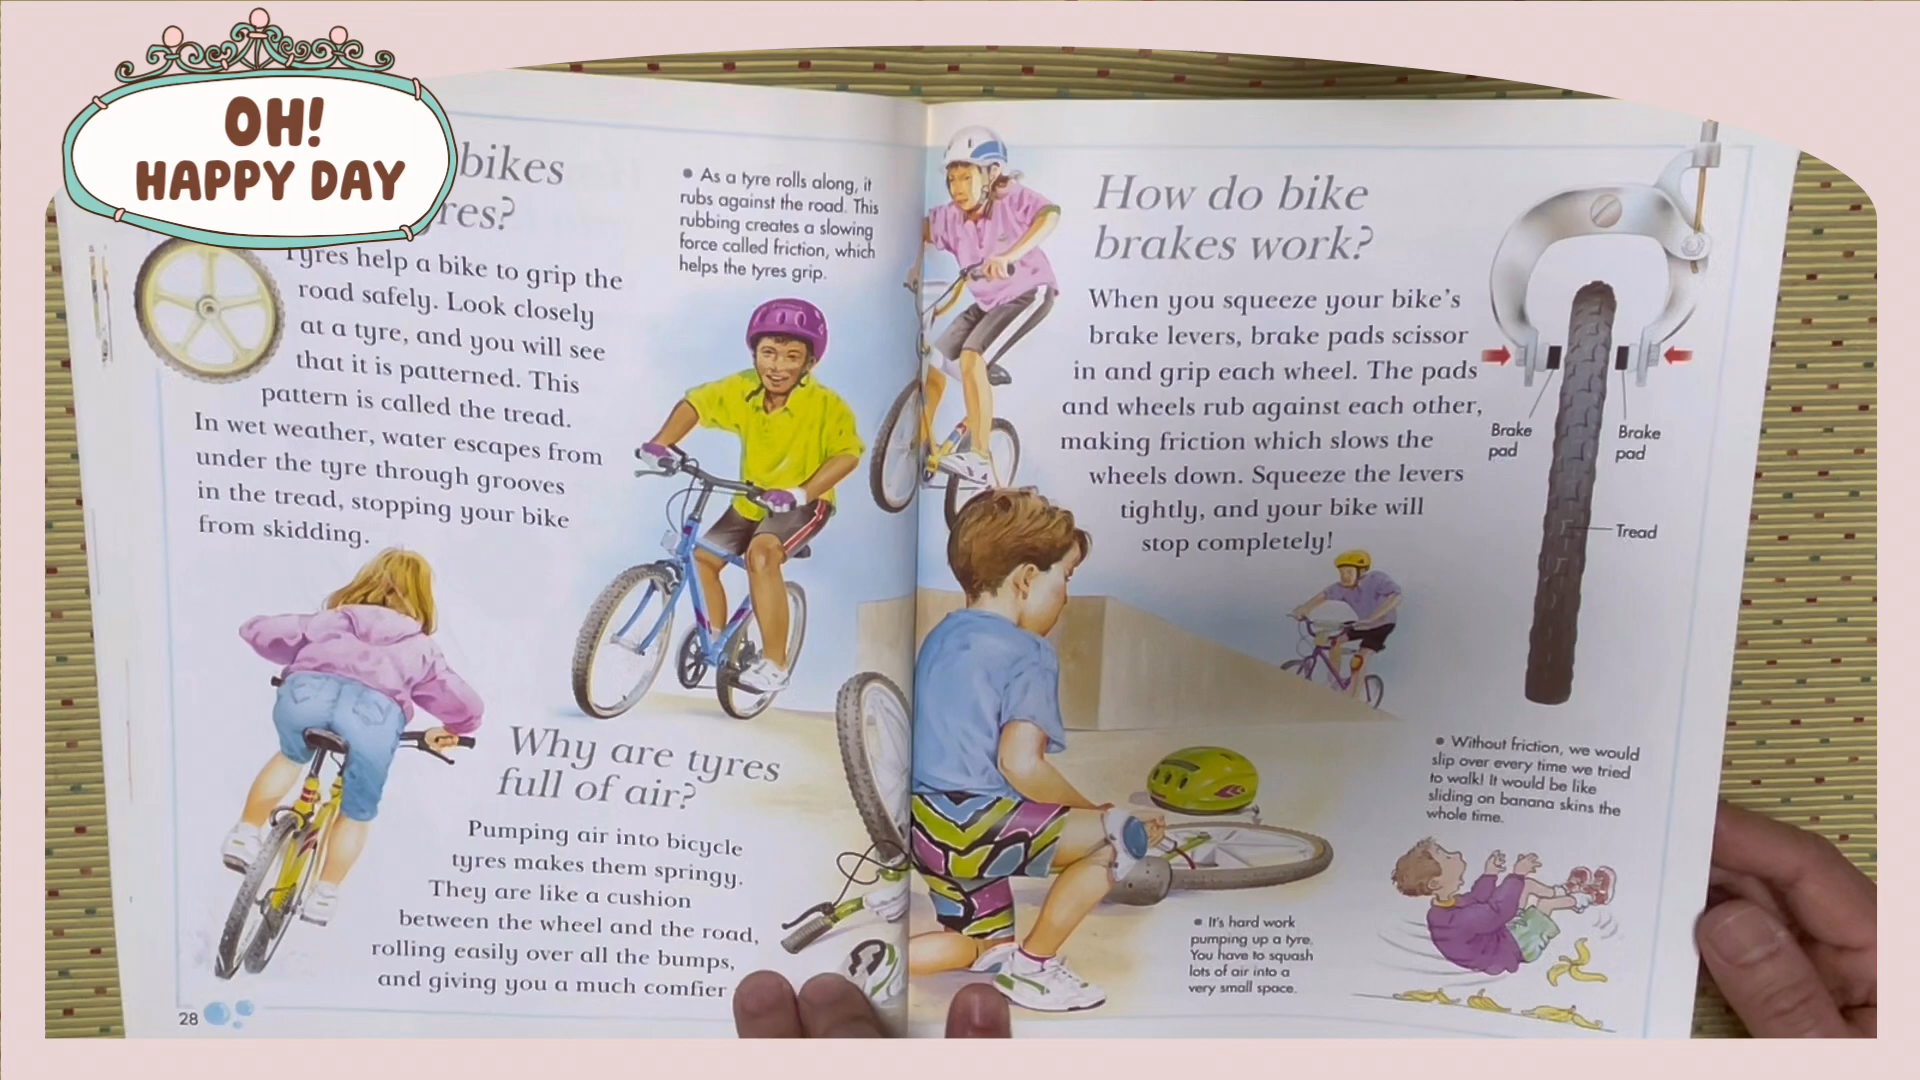 OH!
HAPPY DAY
bikes
res?
Tyres help a bike to grip the
road safely. Look closely
at a tyre, and you will see
that it is patterned. This
pattern is called the tread.
In wet weather, water escapes from
under the tyre through grooves
in the tread, stopping your bike
from skidding.
• As a tyre rolls along, it
rubs against the road. This
rubbing creates a slowing
force called friction, which
helps the tyres grip.
Why are tyres
full of air?
Pumping air into bicycle
tyres makes them springy.
They are like a cushion
between the wheel and the road,
rolling easily over all the bumps,
and giving you a much comfier
28
How do bike
brakes work?
When you squeeze your bike's
brake levers, brake pads scissor
in and grip each wheel. The pads
and wheels rub against each other,
making friction which slows the
wheels down. Squeeze the levers
tightly, and your bike will
stop completely!
Brake
pad
Brake
pad
Tread
• Without friction, we would
slip over every time we tried
to walk! It would be like
sliding on banana skins the
whole time.
• It's hard work
pumping up a tyre.
You have to squash
lots of air into a
very small space.